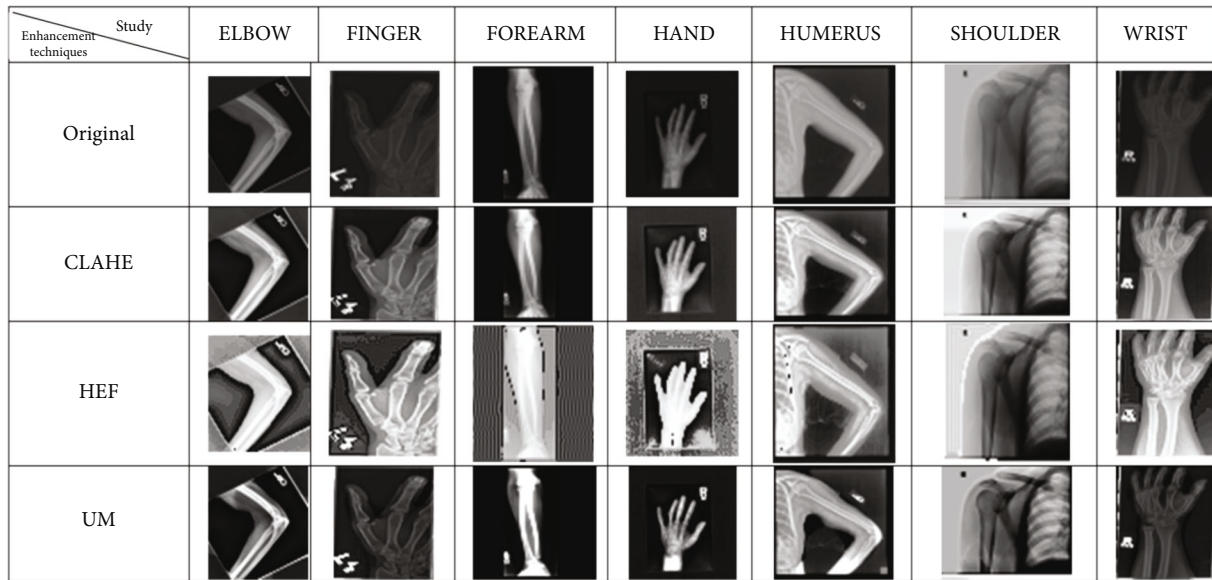 Study
Enhancement
techniques
ELBOW FINGER FOREARM HAND HUMERUS SHOULDER WRIST
Original
CLAHE
HEF
UM